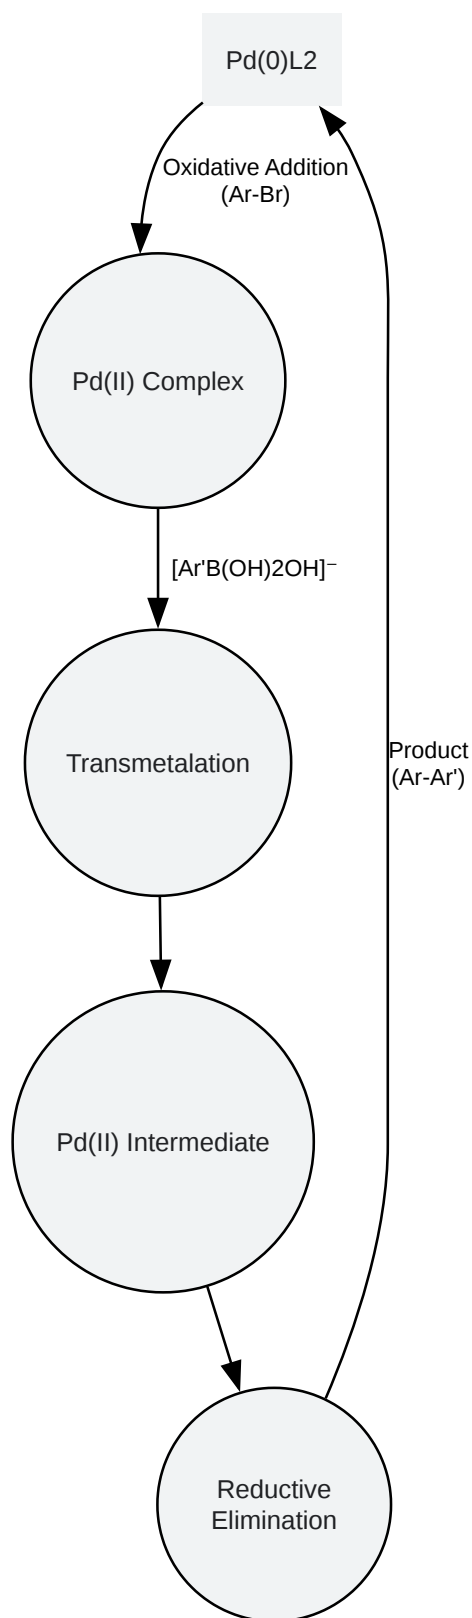 Pd(0)L2
Oxidative Addition
(Ar-Br)
Pd(II) Complex
[Ar'B(OH)2OH]⁻
Transmetalation
Product
(Ar-Ar')
Pd(II) Intermediate
Reductive
Elimination